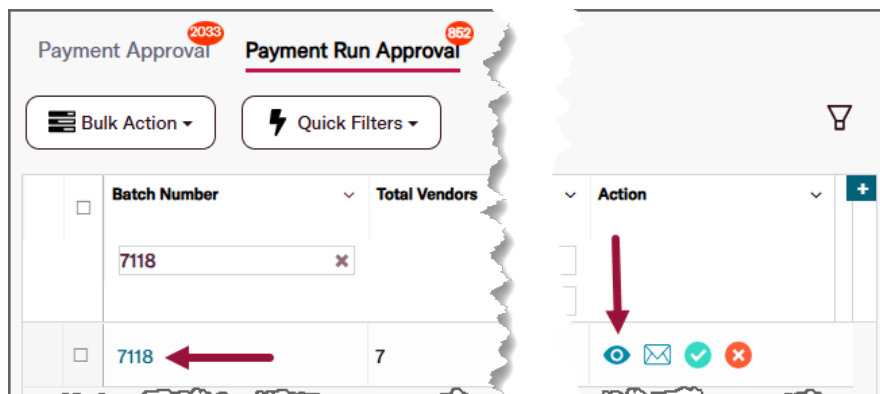 2033
852
Payment Approval Payment Run Approval
Bulk Action Quick Filters
Batch Number Total Vendors Action
7118
7118 7